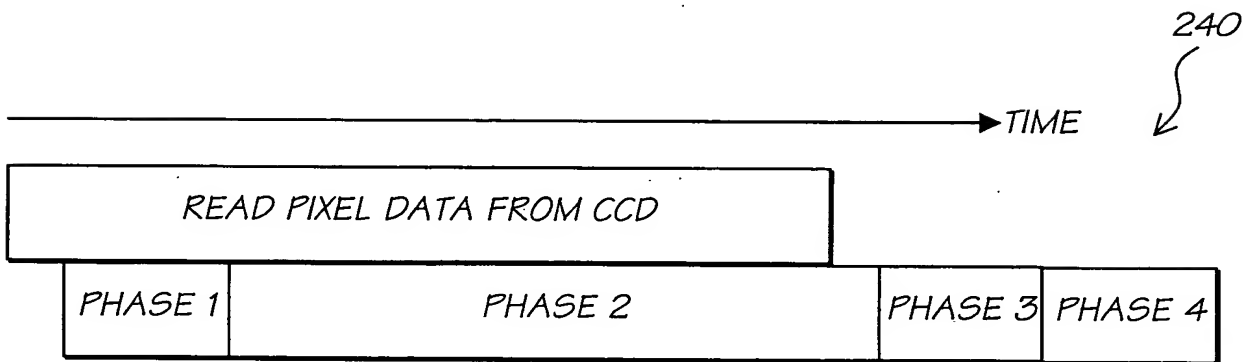 240
TIME
READ PIXEL DATA FROM CCD
PHASE 1 PHASE 2 PHASE 3 PHASE 4